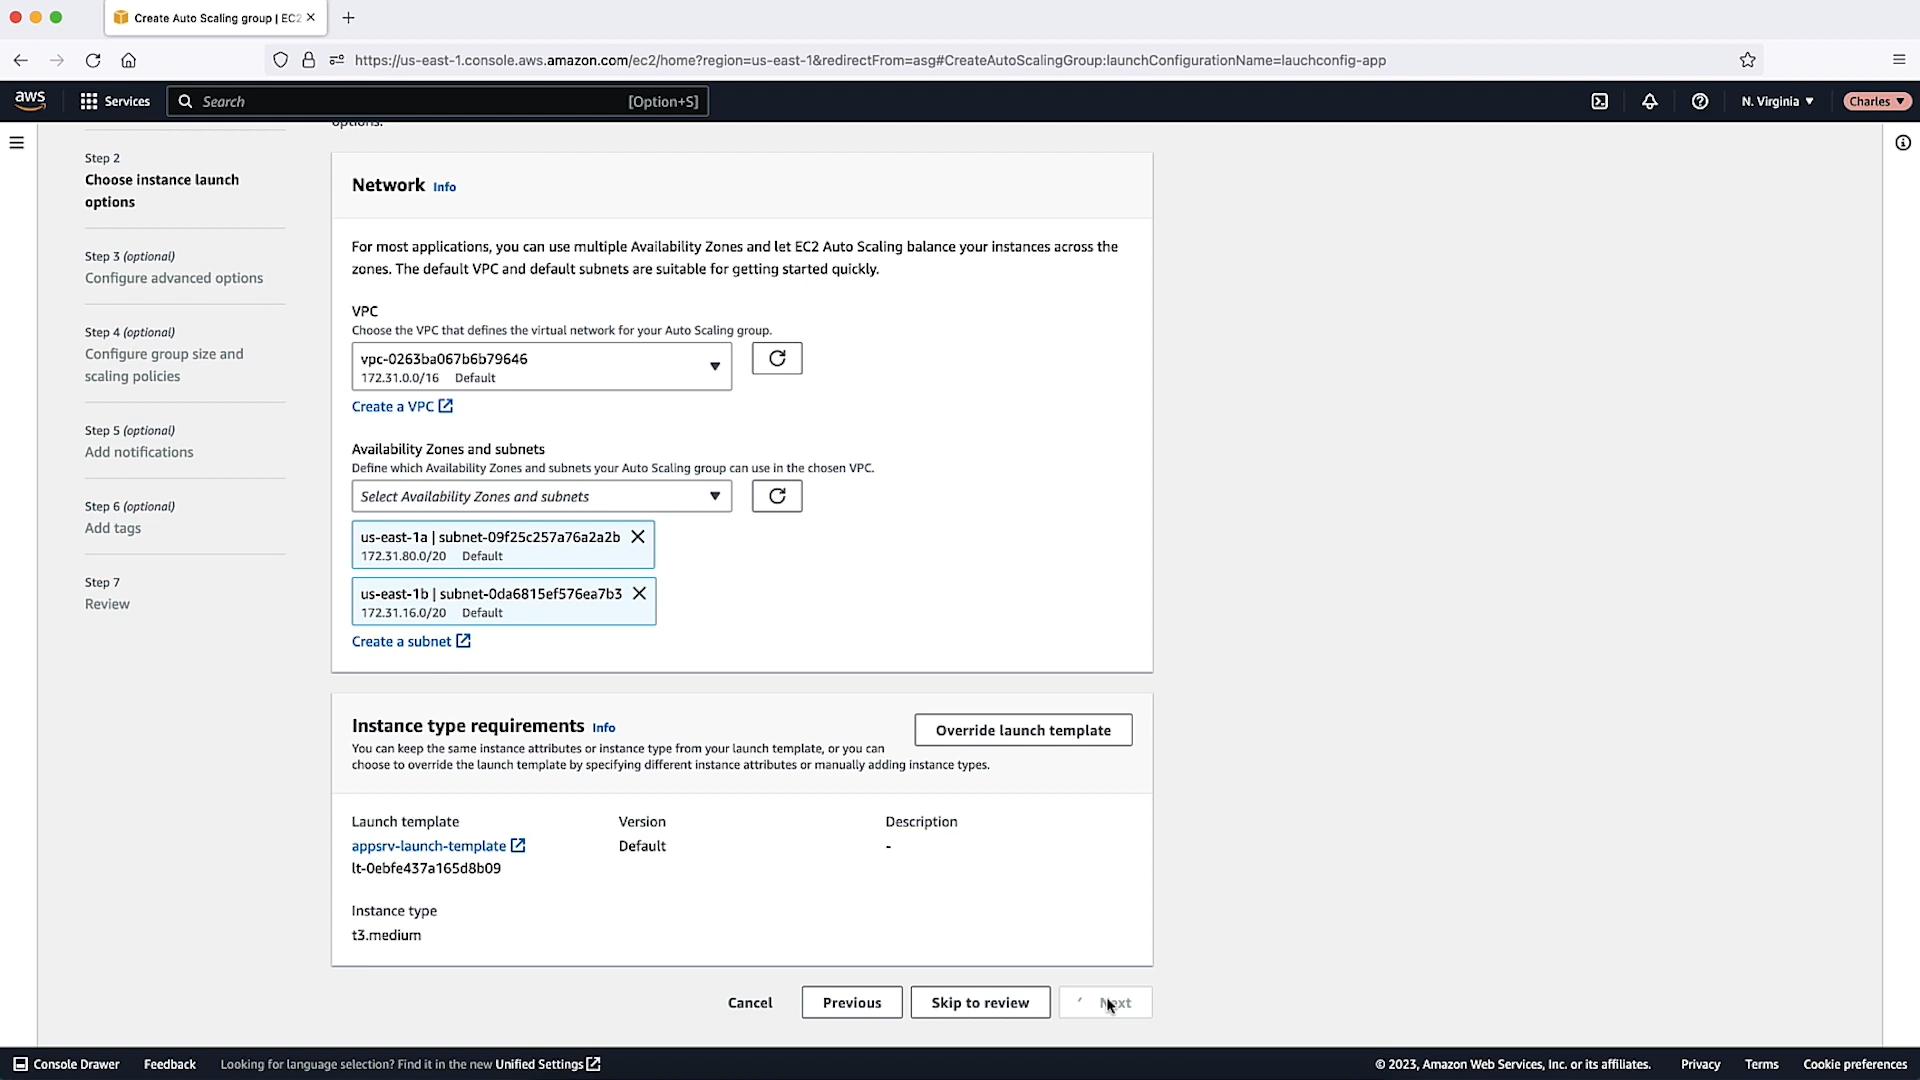 Create Auto Scaling group | EC2
https://us-east-1.console.aws.amazon.com/ec2/home?region=us-east-1&redirectFrom=asg#CreateAutoScalingGroup:launchConfigurationName=lauchconfig-app
aws
Services
Search
[Option+S]
N. Virginia
Charles
options.
Step 2
Choose instance launch
options
Step 3 (optional)
Configure advanced options
Step 4 (optional)
Configure group size and
scaling policies
Step 5 (optional)
Add notifications
Step 6 (optional)
Add tags
Step 7
Review
Network Info
For most applications, you can use multiple Availability Zones and let EC2 Auto Scaling balance your instances across the
zones. The default VPC and default subnets are suitable for getting started quickly.
VPC
Choose the VPC that defines the virtual network for your Auto Scaling group.
vpc-0263ba067b6b79646
172.31.0.0/16 Default
Create a VPC
Availability Zones and subnets
Define which Availability Zones and subnets your Auto Scaling group can use in the chosen VPC.
Select Availability Zones and subnets
us-east-1a | subnet-09f25c257a76a2a2b
172.31.80.0/20 Default
us-east-1b | subnet-0da6815ef576ea7b3
172.31.16.0/20 Default
Create a subnet
Instance type requirements Info
You can keep the same instance attributes or instance type from your launch template, or you can
choose to override the launch template by specifying different instance attributes or manually adding instance types.
Override launch template
Launch template
appsrv-launch-template
lt-0ebfe437a165d8b09
Version
Default
Description
-
Instance type
t3.medium
Cancel
Previous
Skip to review
Next
Console Drawer
Feedback
Looking for language selection? Find it in the new Unified Settings
© 2023, Amazon Web Services, Inc. or its affiliates.
Privacy
Terms
Cookie preferences